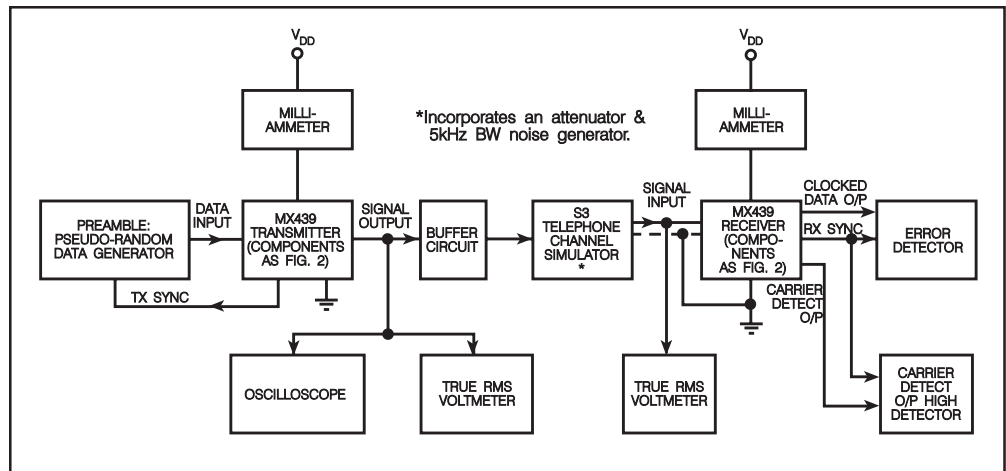 VDD
VDD
MILLI-
AMMETER
*Incorporates an attenuator &
5kHz BW noise generator.
MILLI-
AMMETER
PREAMBLE:
PSEUDO-RANDOM
DATA GENERATOR
DATA
INPUT
MX439
TRANSMITTER
(COMPONENTS
AS FIG. 2)
SIGNAL
OUTPUT
BUFFER
CIRCUIT
S3
TELEPHONE
CHANNEL
SIMULATOR
*
SIGNAL
INPUT
MX439
RECEIVER
(COMPO-
NENTS
AS FIG. 2)
CLOCKED
DATA O/P
RX SYNC
ERROR
DETECTOR
TX SYNC
CARRIER
DETECT
O/P
OSCILLOSCOPE
TRUE RMS
VOLTMETER
TRUE RMS
VOLTMETER
CARRIER
DETECT
O/P HIGH
DETECTOR